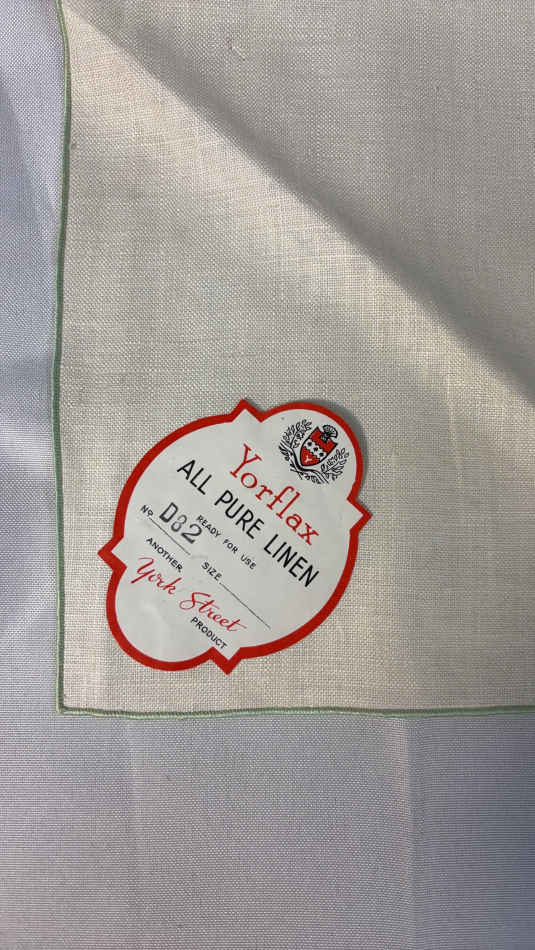 Yorflax
ALL PURE LINEN
READY FOR USE
Nº D82 SIZE
ANOTHER
York Street
PRODUCT